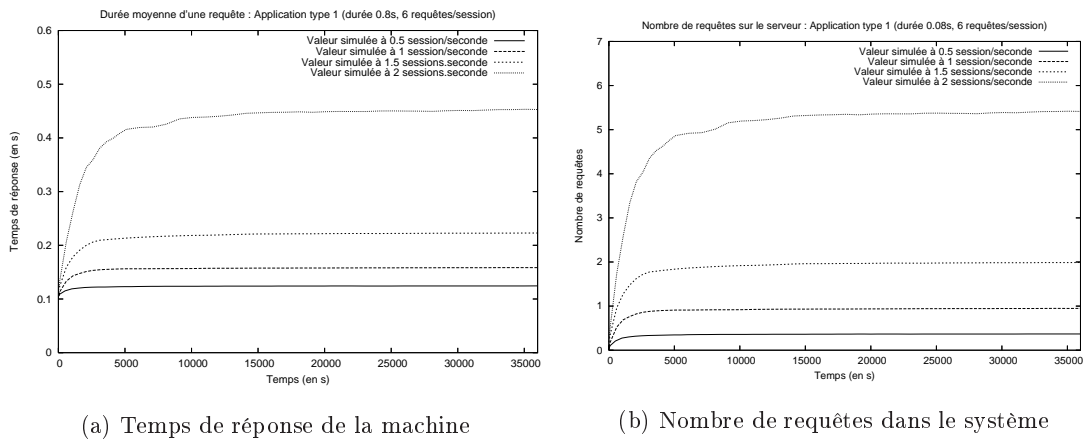 Durée moyenne d'une requête : Application type 1 (durée 0.8s, 6 requêtes/session)
Valeur simulée à 0.5 session/seconde
Valeur simulée à 1 session/seconde
Valeur simulée à 1.5 sessions.seconde
Valeur simulée à 2 sessions.seconde
Temps de réponse (en s)
0.6
0.5
0.4
0.3
0.2
0.1
0
0 5000 10000 15000 20000 25000 30000 35000
Temps (en s)
(a) Temps de réponse de la machine
Nombre de requêtes sur le serveur : Application type 1 (durée 0.08s, 6 requêtes/session)
Valeur simulée à 0.5 session/seconde
Valeur simulée à 1 session/seconde
Valeur simulée à 1.5 sessions/seconde
Valeur simulée à 2 sessions/seconde
Nombre de requêtes
7
6
5
4
3
2
1
0
0 5000 10000 15000 20000 25000 30000 35000
Temps (en s)
(b) Nombre de requêtes dans le système